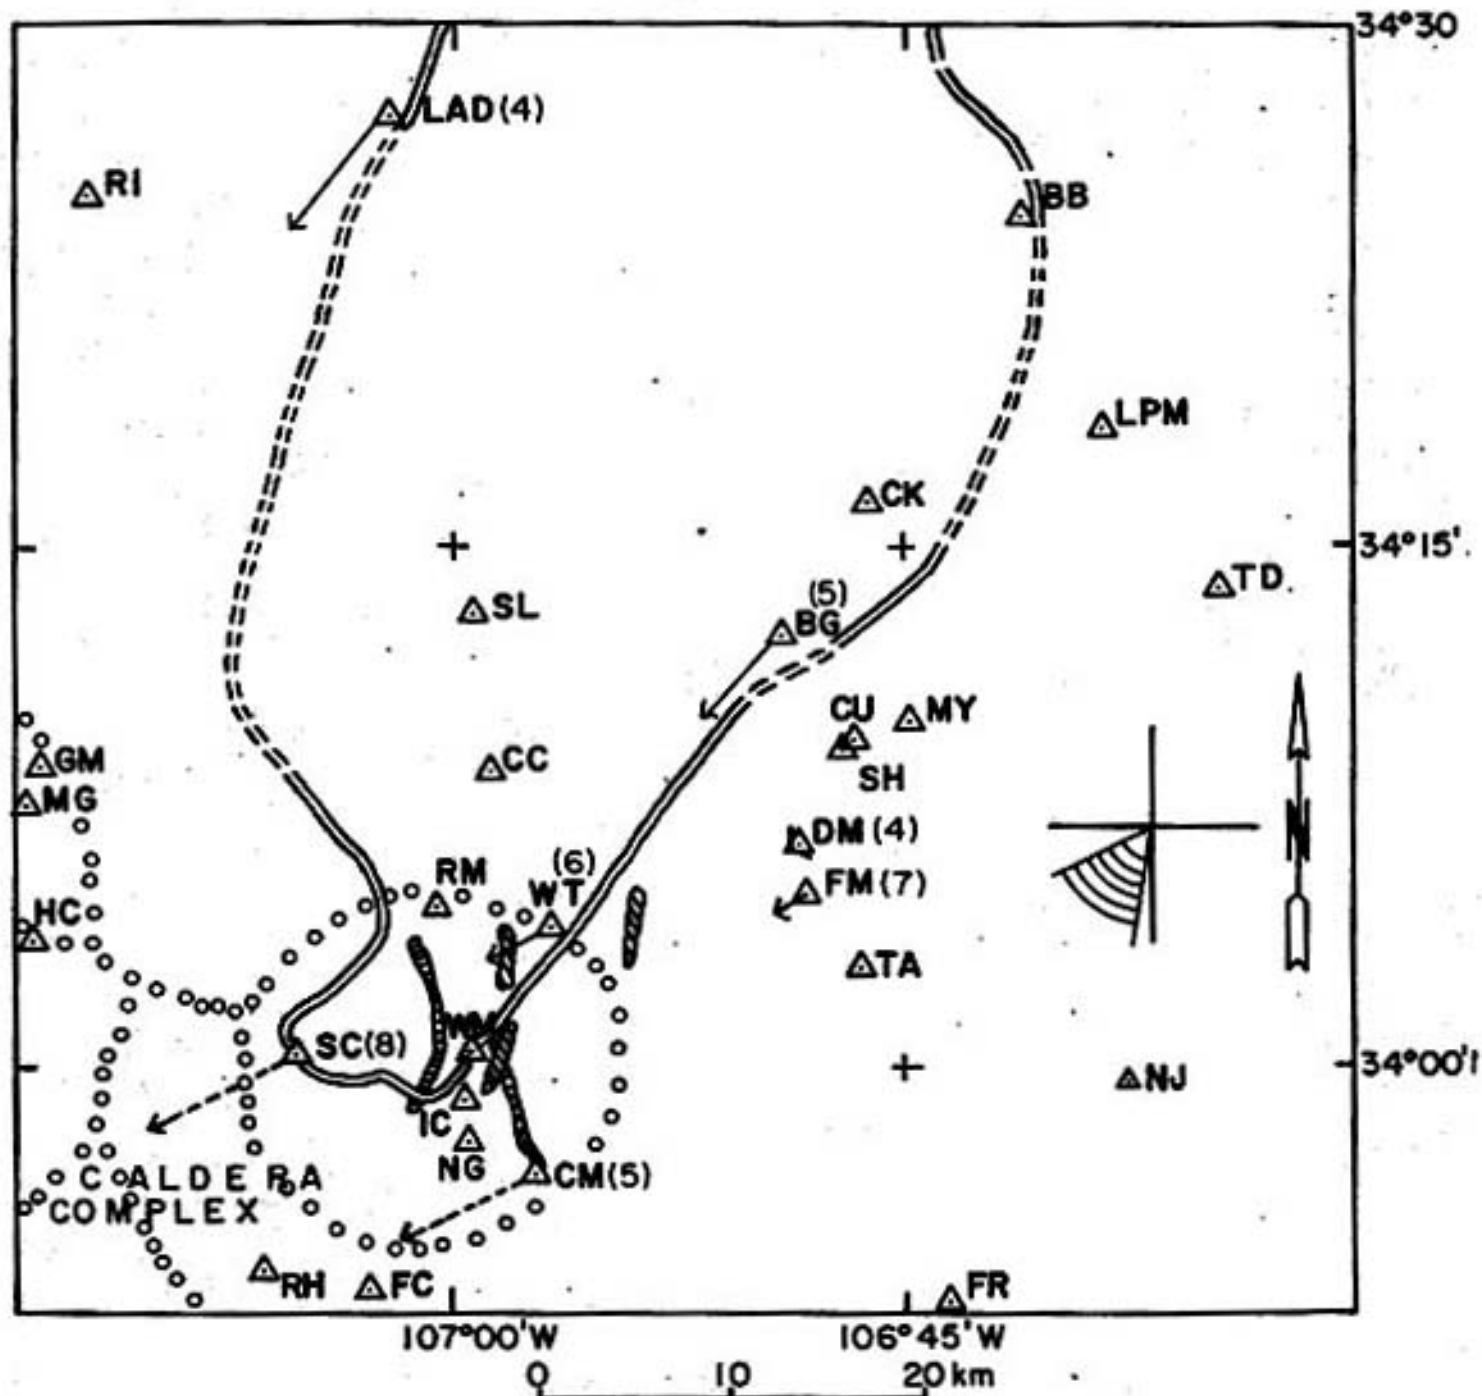 34°30
LAD (4)
RI
BB
LPM
CK
34°15'
TD
SL
(5)
BG
CU MY
SH
GM
CC
MG
DM (4)
(6)
RM WT
FM (7)
HC
N
TA
WM
SC (8)
34°00'
NJ
IC
NG
CM (5)
CALDERA
COMPLEX
RH FC
FR
107°00'W 106°45'W
0 10 20 km